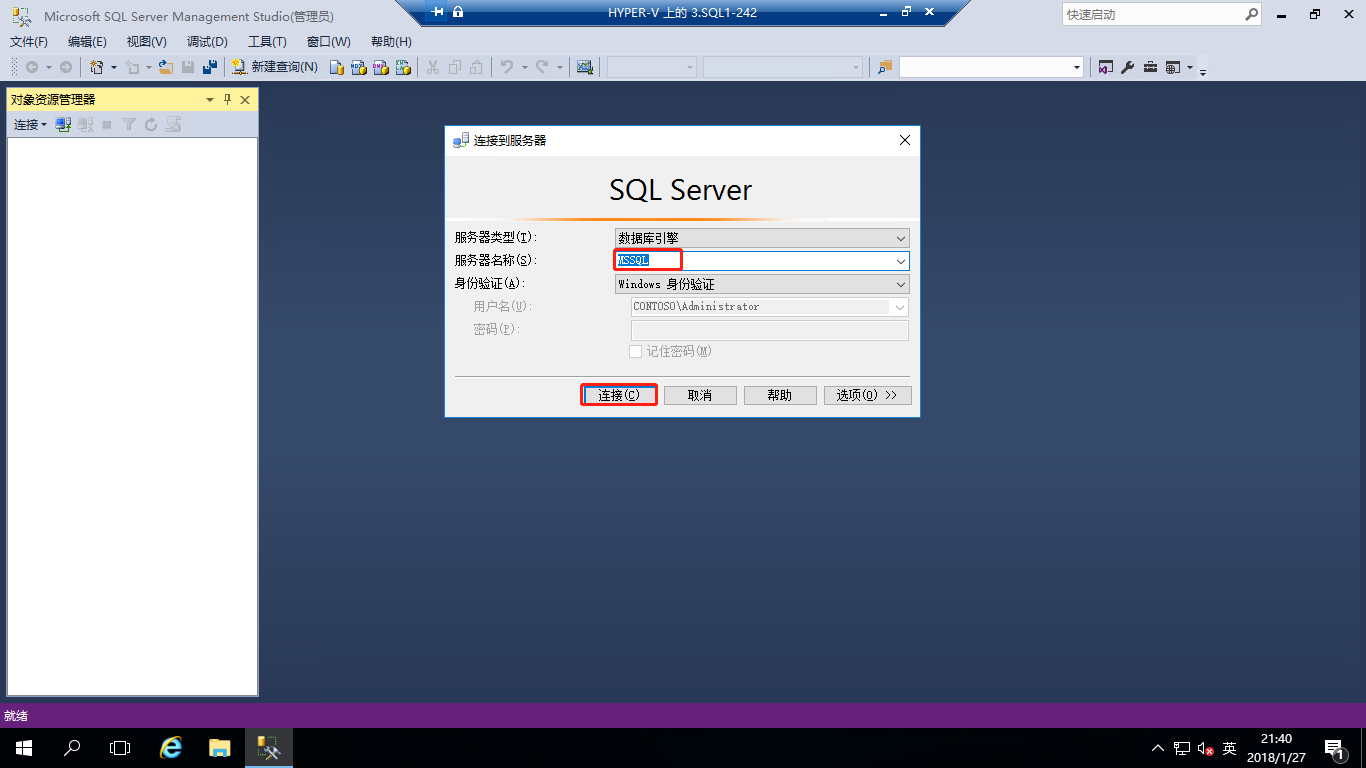 Microsoft SQL Server Management Studio(管理员)
HYPER-V 上的 3.SQL1-242
快速启动
文件(F) 编辑(E) 视图(V) 调试(D) 工具(T) 窗口(W) 帮助(H)
新建查询(N)
对象资源管理器
连接
连接到服务器
SQL Server
服务器类型(T): 数据库引擎
服务器名称(S): MSSQL
身份验证(A): Windows 身份验证
用户名(U): CONTOSO\Administrator
密码(P):
记住密码(M)
连接(C) 取消 帮助 选项(O) >>
就绪
英 21:40
2018/1/27
1